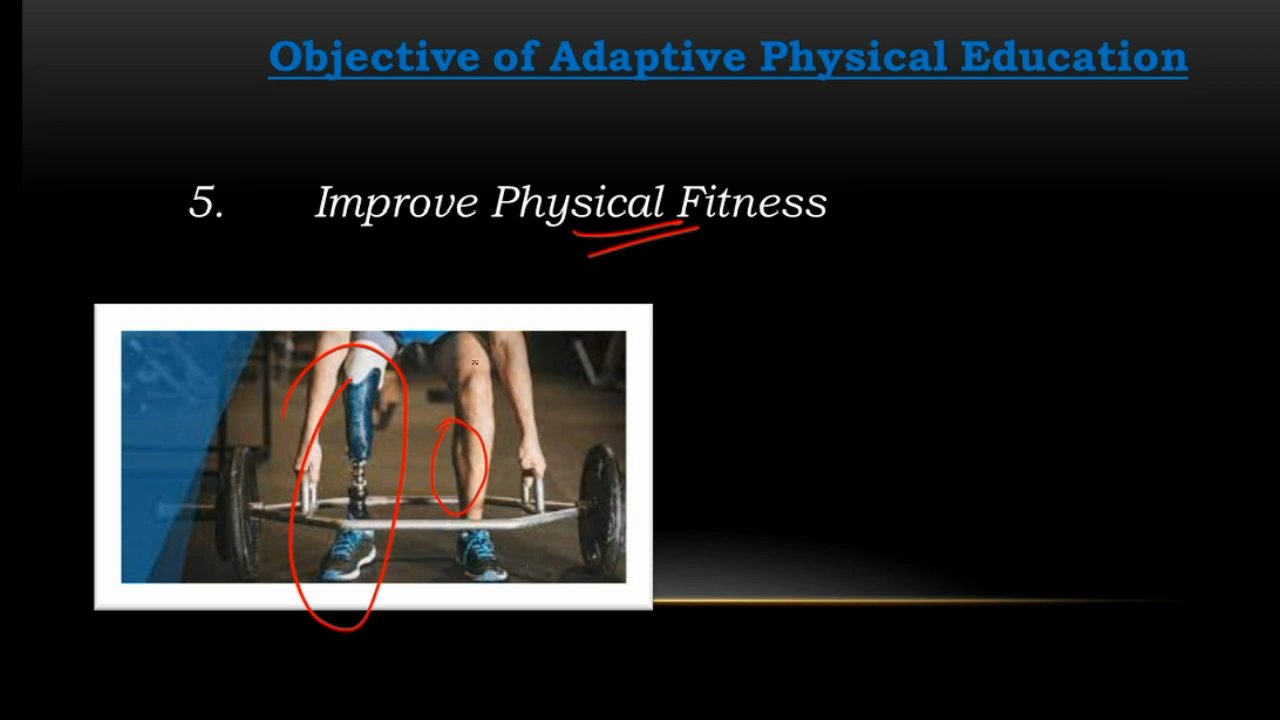 Objective of Adaptive Physical Education
5. Improve Physical Fitness